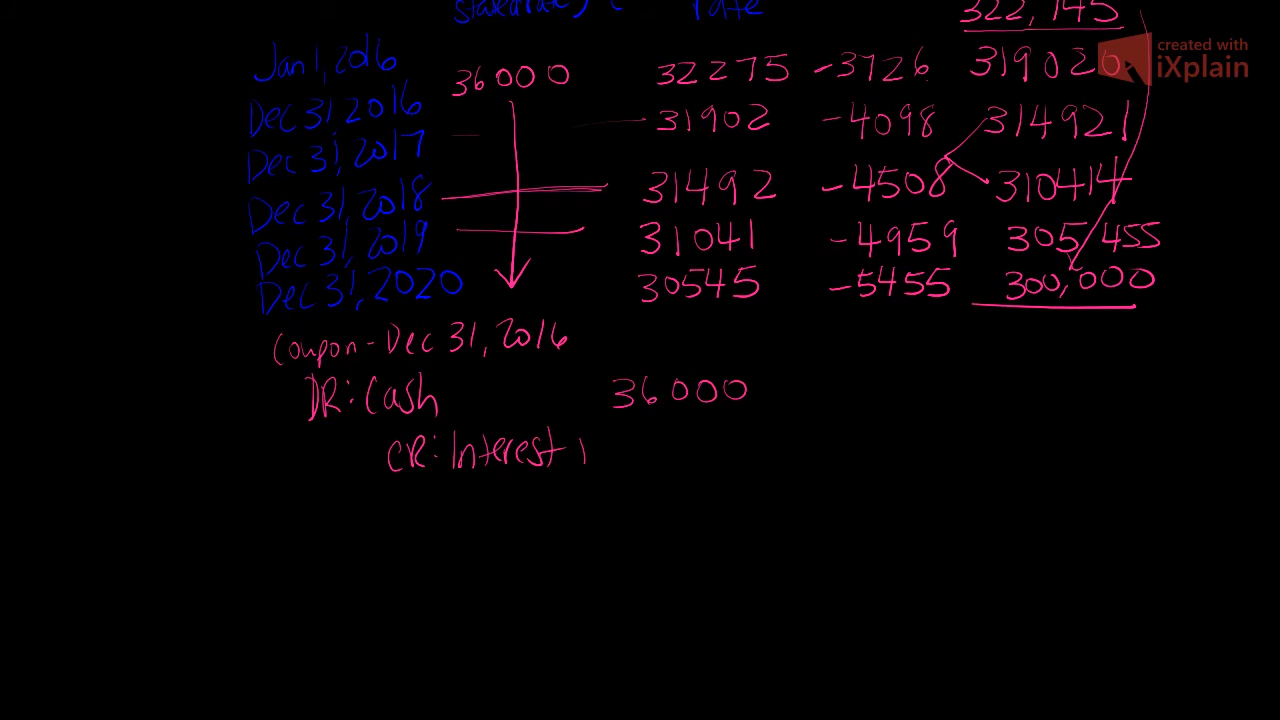 322,145
Jan 1, 2016 36000 32275 -3726 319020
Dec 31 2016 31902 -4098 314921
Dec 31, 2017
Dec 31, 2018 31492 -4508 310414
Dec 31, 2019 31041 -4959 305,455
Dec 31, 2020 30545 -5455 300,000
Coupon - Dec 31, 2016
DR: Cash 36000
CR: Interest
created with
iXplain